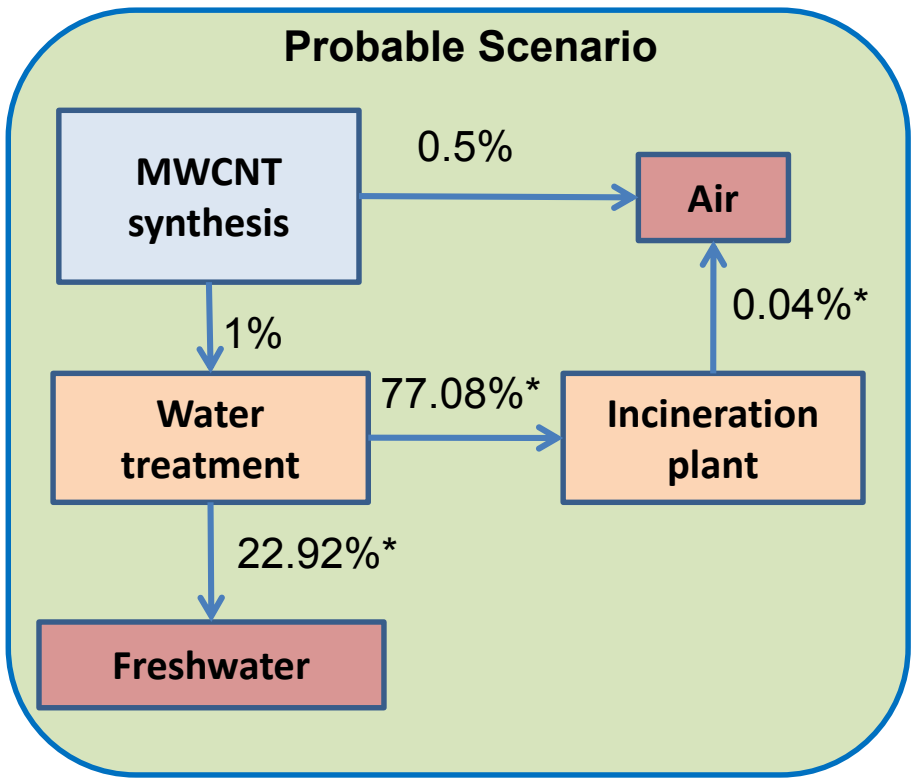 Probable Scenario
MWCNT
synthesis
0.5%
Air
1%
0.04%*
Water
treatment
77.08%*
Incineration
plant
22.92%*
Freshwater